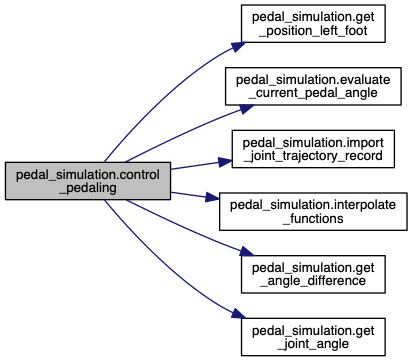 pedal_simulation.get
_position_left_foot
pedal_simulation.evaluate
_current_pedal_angle
pedal_simulation.import
_joint_trajectory_record
pedal_simulation.control
_pedaling
pedal_simulation.interpolate
_functions
pedal_simulation.get
_angle_difference
pedal_simulation.get
_joint_angle